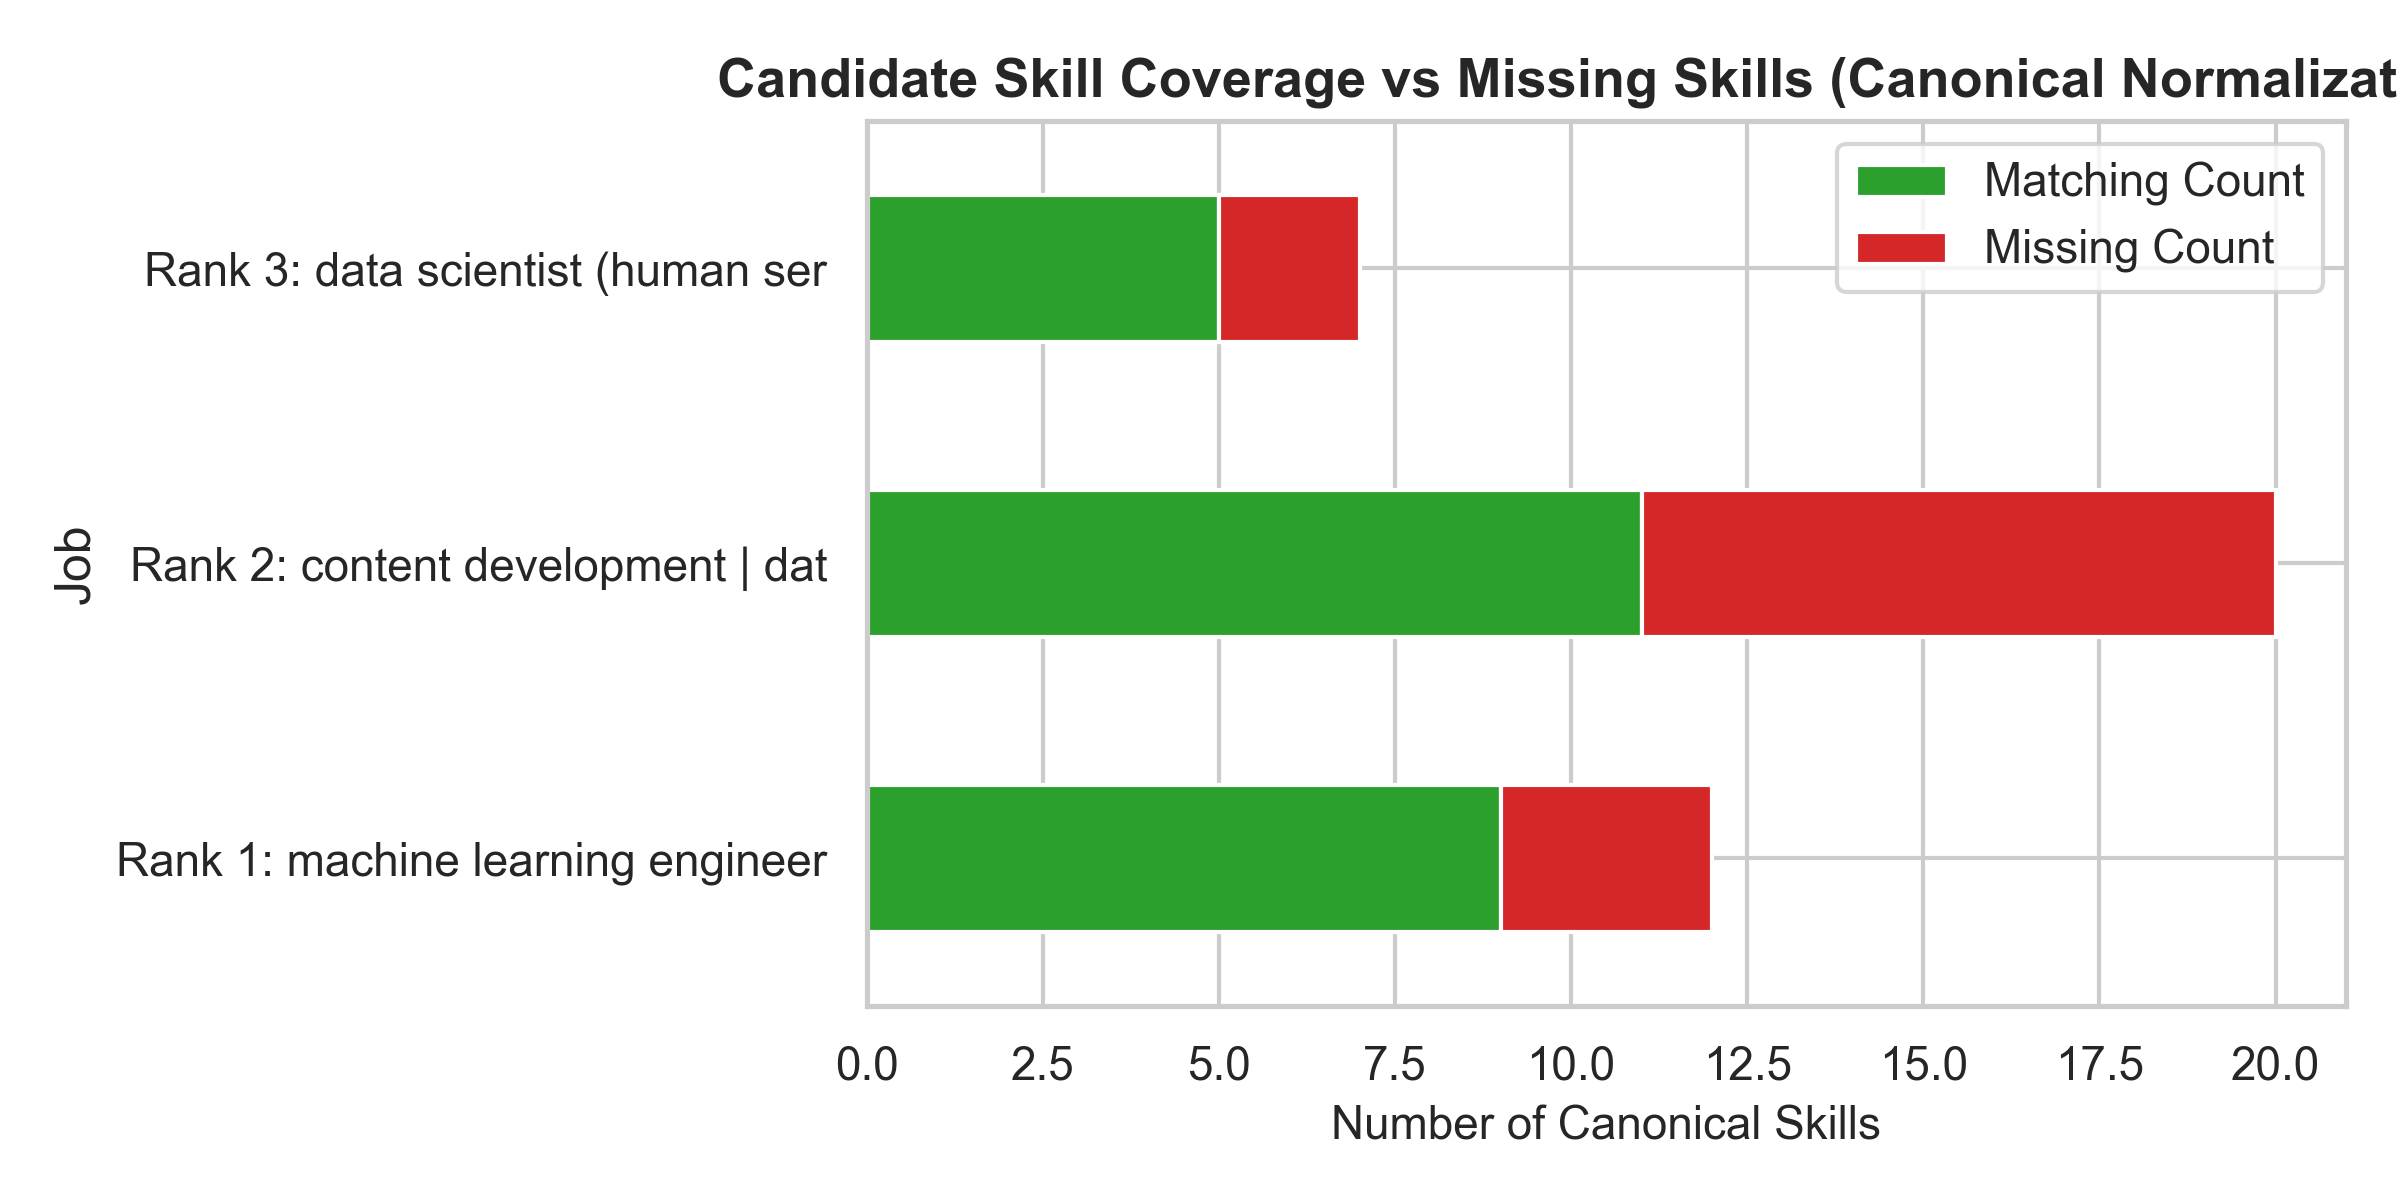 Candidate Skill Coverage vs Missing Skills (Canonical Normalizat
Matching Count
Missing Count
Rank 3: data scientist (human ser
Rank 2: content development | dat
Rank 1: machine learning engineer
Job
0.0 2.5 5.0 7.5 10.0 12.5 15.0 17.5 20.0
Number of Canonical Skills